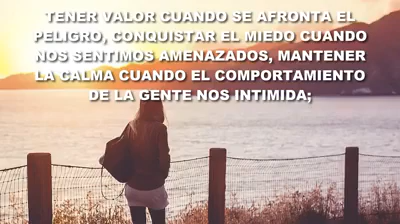 TENER VALOR CUANDO SE AFRONTA EL
PELIGRO, CONQUISTAR EL MIEDO CUANDO
NOS SENTIMOS AMENAZADOS, MANTENER
LA CALMA CUANDO EL COMPORTAMIENTO
DE LA GENTE NOS INTIMIDA;